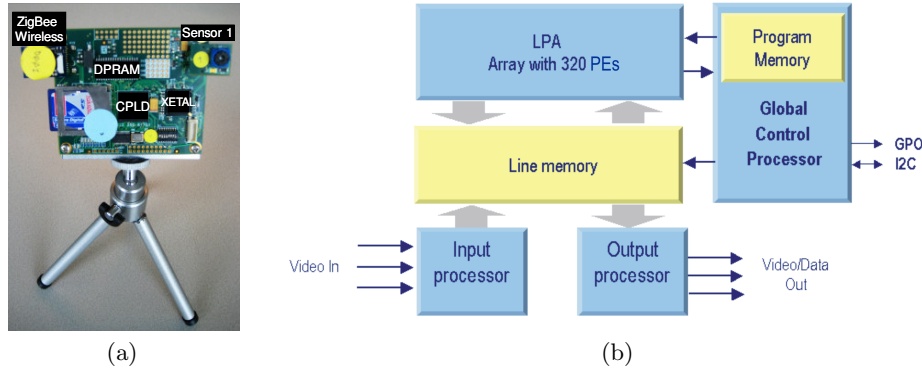 ZigBee
Wireless
Sensor 1
DPRAM
CPLD
XETAL
(a)
LPA
Array with 320 PEs
Program
Memory
Global
Control
Processor
GPO
I2C
Line memory
Video In
Input
processor
Output
processor
Video/Data
Out
(b)